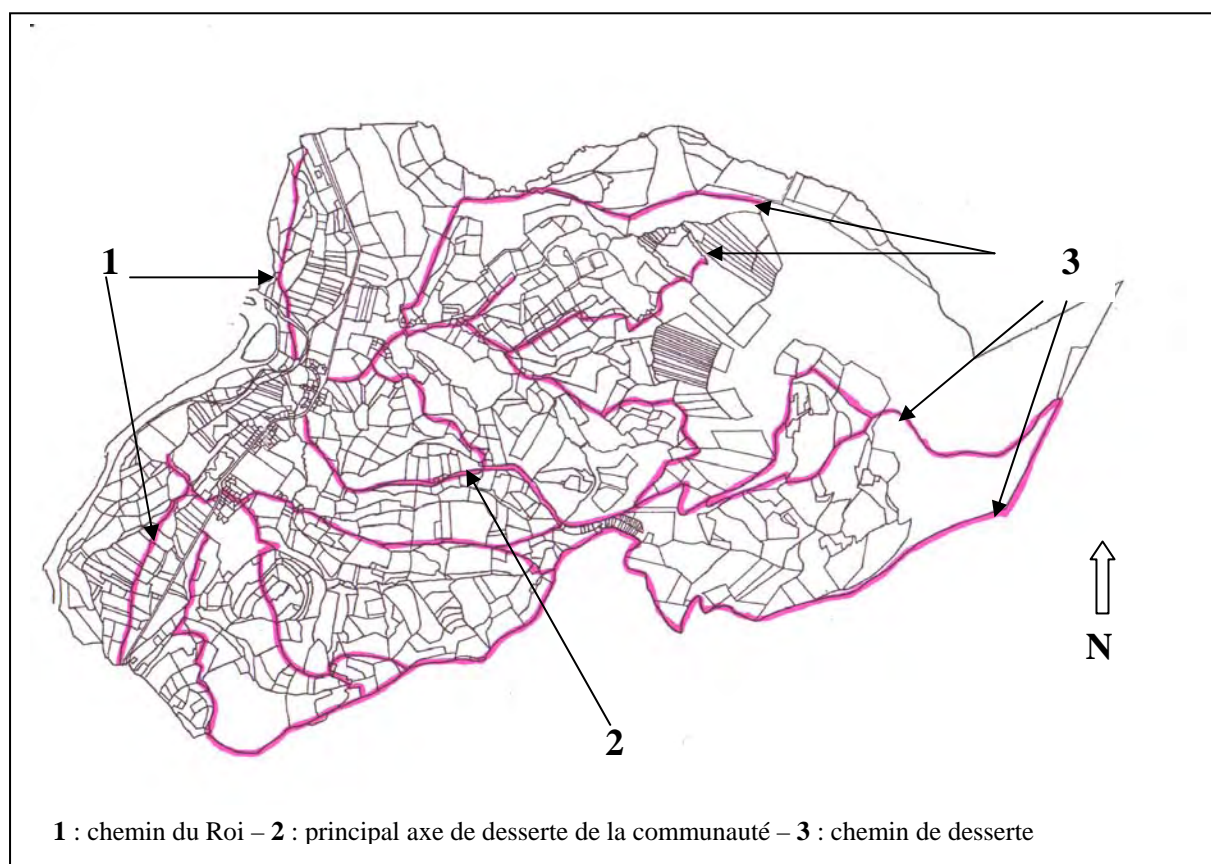 1
3
N
2
1 : chemin du Roi – 2 : principal axe de desserte de la communauté – 3 : chemin de desserte